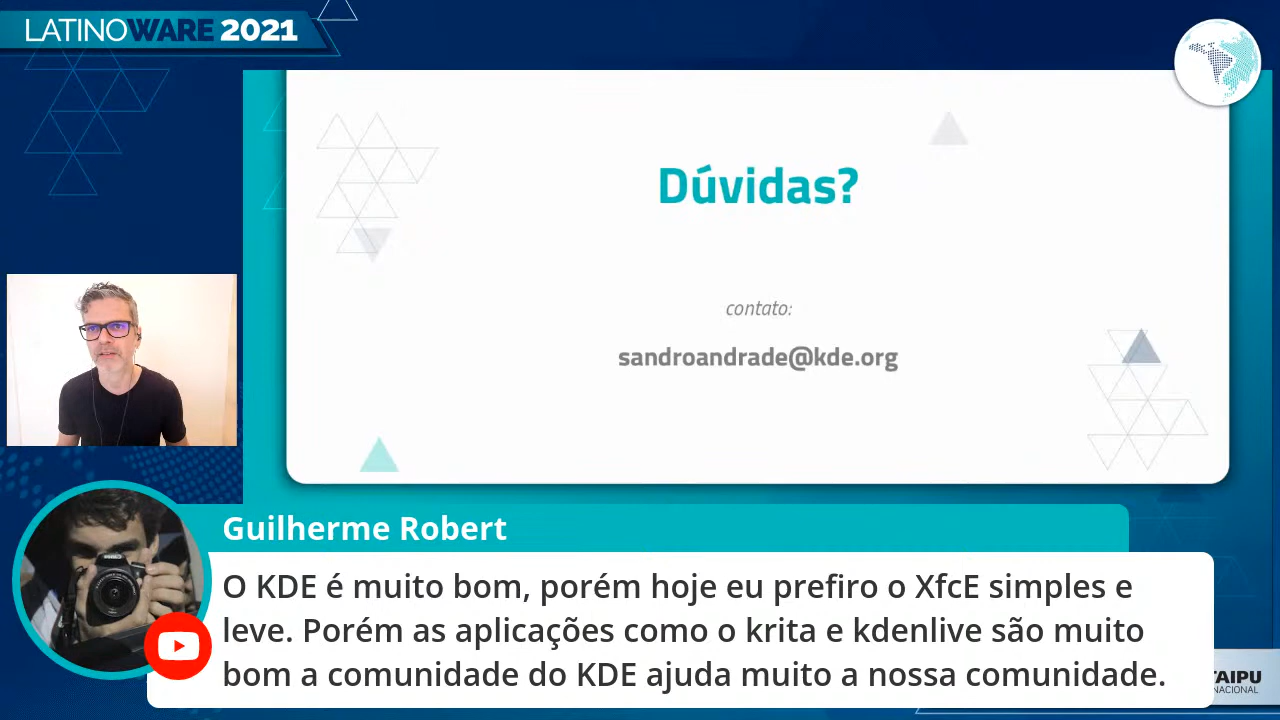 LATINOWARE 2021
Dúvidas?
contato:
sandroandrade@kde.org
Guilherme Robert
O KDE é muito bom, porém hoje eu prefiro o XfcE simples e
leve. Porém as aplicações como o krita e kdenlive são muito
bom a comunidade do KDE ajuda muito a nossa comunidade.